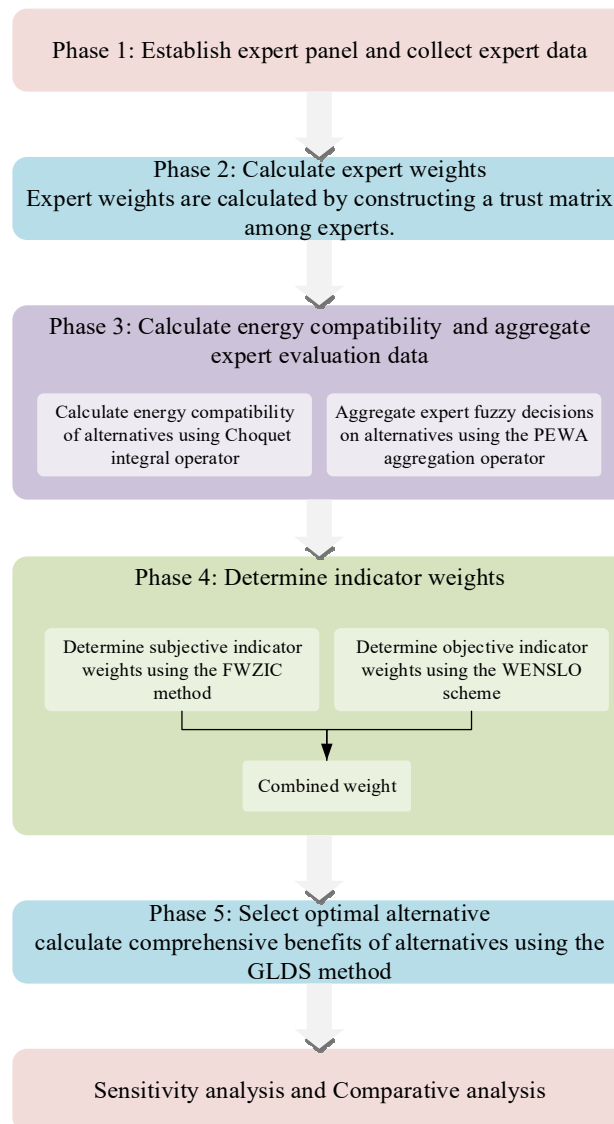 Phase 1: Establish expert panel and collect expert data
Phase 2: Calculate expert weights
Expert weights are calculated by constructing a trust matrix
among experts.
Phase 3: Calculate energy compatibility and aggregate
expert evaluation data
Calculate energy compatibility
of alternatives using Choquet
integral operator
Aggregate expert fuzzy decisions
on alternatives using the PEWA
aggregation operator
Phase 4: Determine indicator weights
Determine subjective indicator
weights using the FWZIC
method
Determine objective indicator
weights using the WENSLO
scheme
Combined weight
Phase 5: Select optimal alternative
calculate comprehensive benefits of alternatives using the
GLDS method
Sensitivity analysis and Comparative analysis